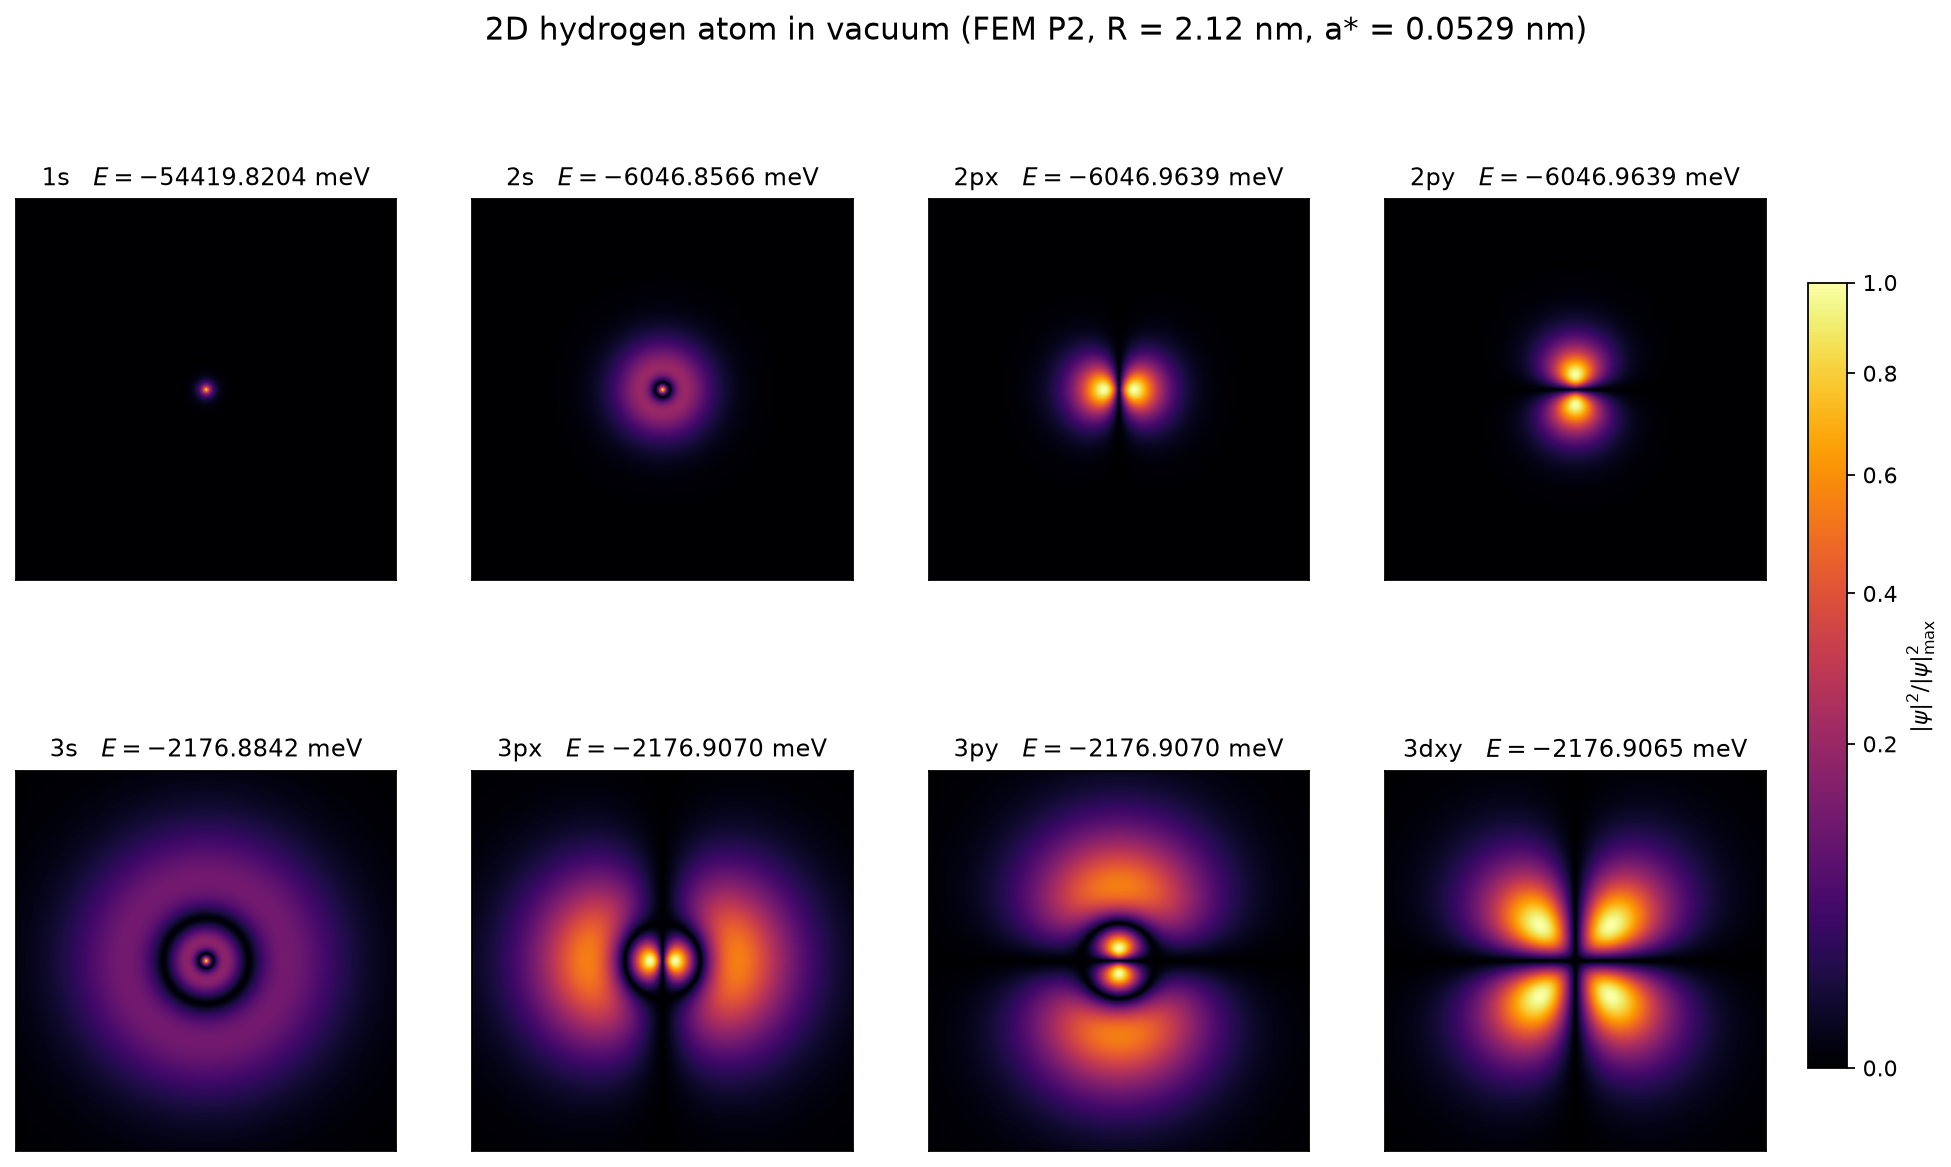 2D hydrogen atom in vacuum (FEM P2, R = 2.12 nm, a* = 0.0529 nm)
1s E = −54419.8204 meV
2s E = −6046.8566 meV
2px E = −6046.9639 meV
2py E = −6046.9639 meV
3s E = −2176.8842 meV
3px E = −2176.9070 meV
3py E = −2176.9070 meV
3dxy E = −2176.9065 meV
1.0
0.8
0.6
0.4
0.2
0.0
|ψ|²/|ψ|²max